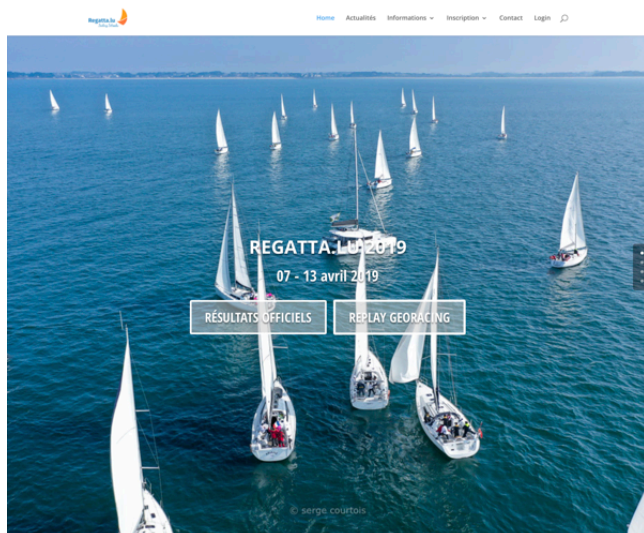 Regatta.lu
Home Actualités Informations Inscription Contact Login
REGATTA.LU 2019
07 - 13 avril 2019
RÉSULTATS OFFICIELS REPLAY GEORACING
© serge courtois